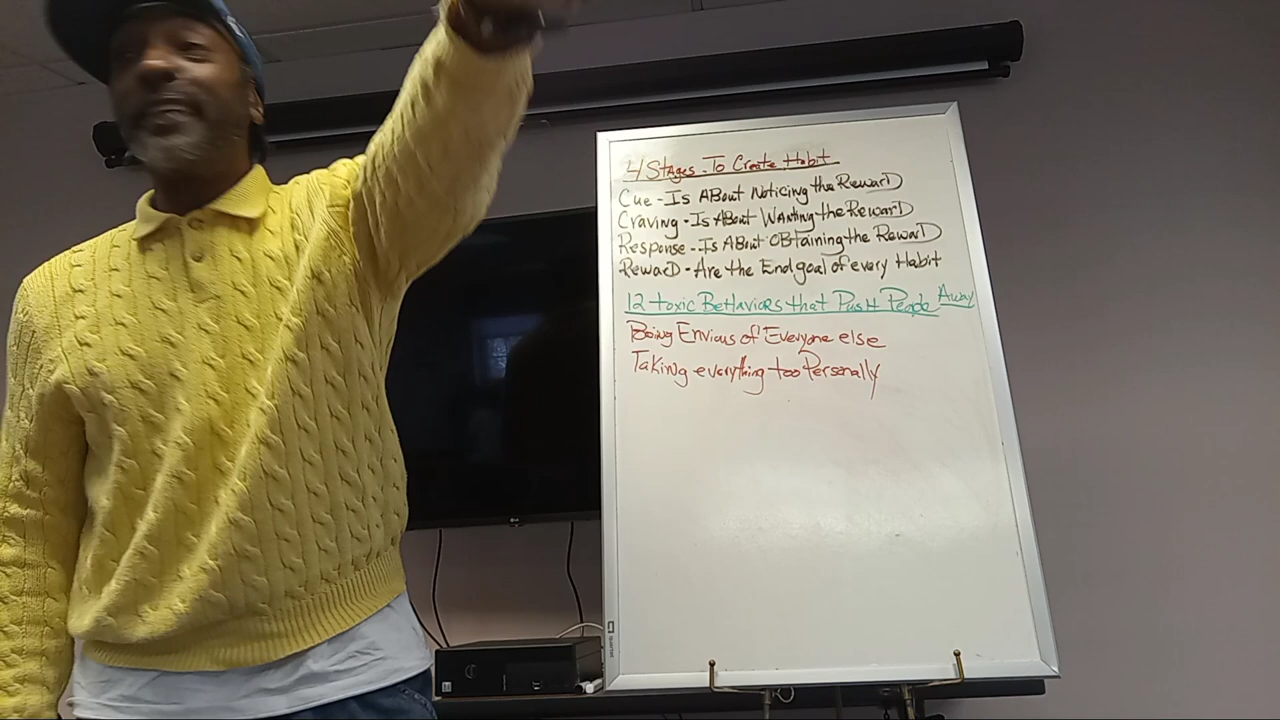 4 Stages - To Create Habit
Cue - Is ABout Noticing the RewarD
Craving - Is ABout Wanting the RewarD
Response - Is ABout OBtaining the RewarD
RewarD - Are the End goal of every Habit
12 toxic BeHaviors that PusH People Away
Being Envious of Everyone else
Taking everything too Personally